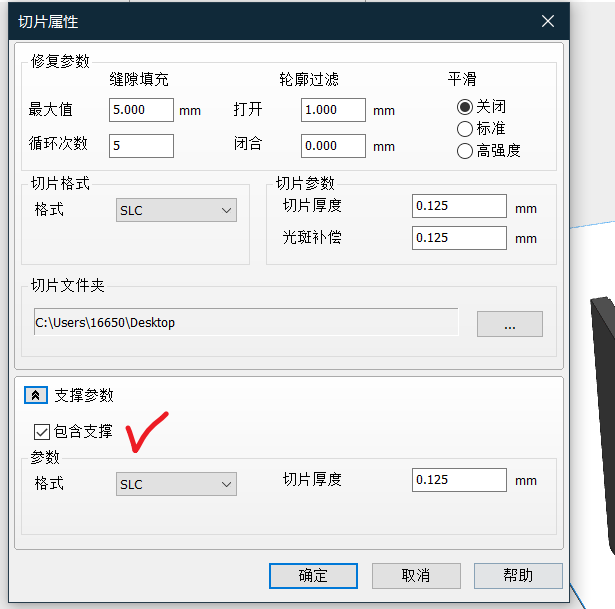 切片属性
修复参数
缝隙填充 轮廓过滤 平滑
最大值 5.000 mm 打开 1.000 mm 关闭
标准
循环次数 5 闭合 0.000 mm 高强度
切片格式 切片参数
格式 SLC 切片厚度 0.125 mm
光斑补偿 0.125 mm
切片文件夹
C:\Users\16650\Desktop ...
支撑参数
包含支撑
参数
格式 SLC 切片厚度 0.125 mm
确定 取消 帮助